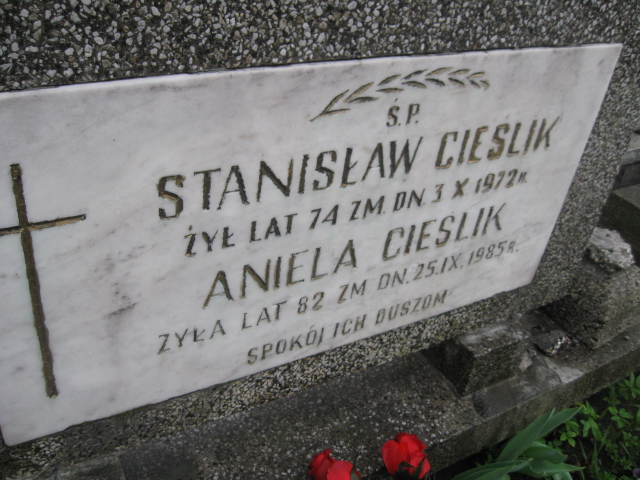 Ś.P.
STANISŁAW CIEŚLIK
ŻYŁ LAT 74 ZM. DN. 3 X 1972 R.
ANIELA CIEŚLIK
ŻYŁA LAT 82 ZM DN. 25.IX.1985 R.
SPOKÓJ ICH DUSZOM